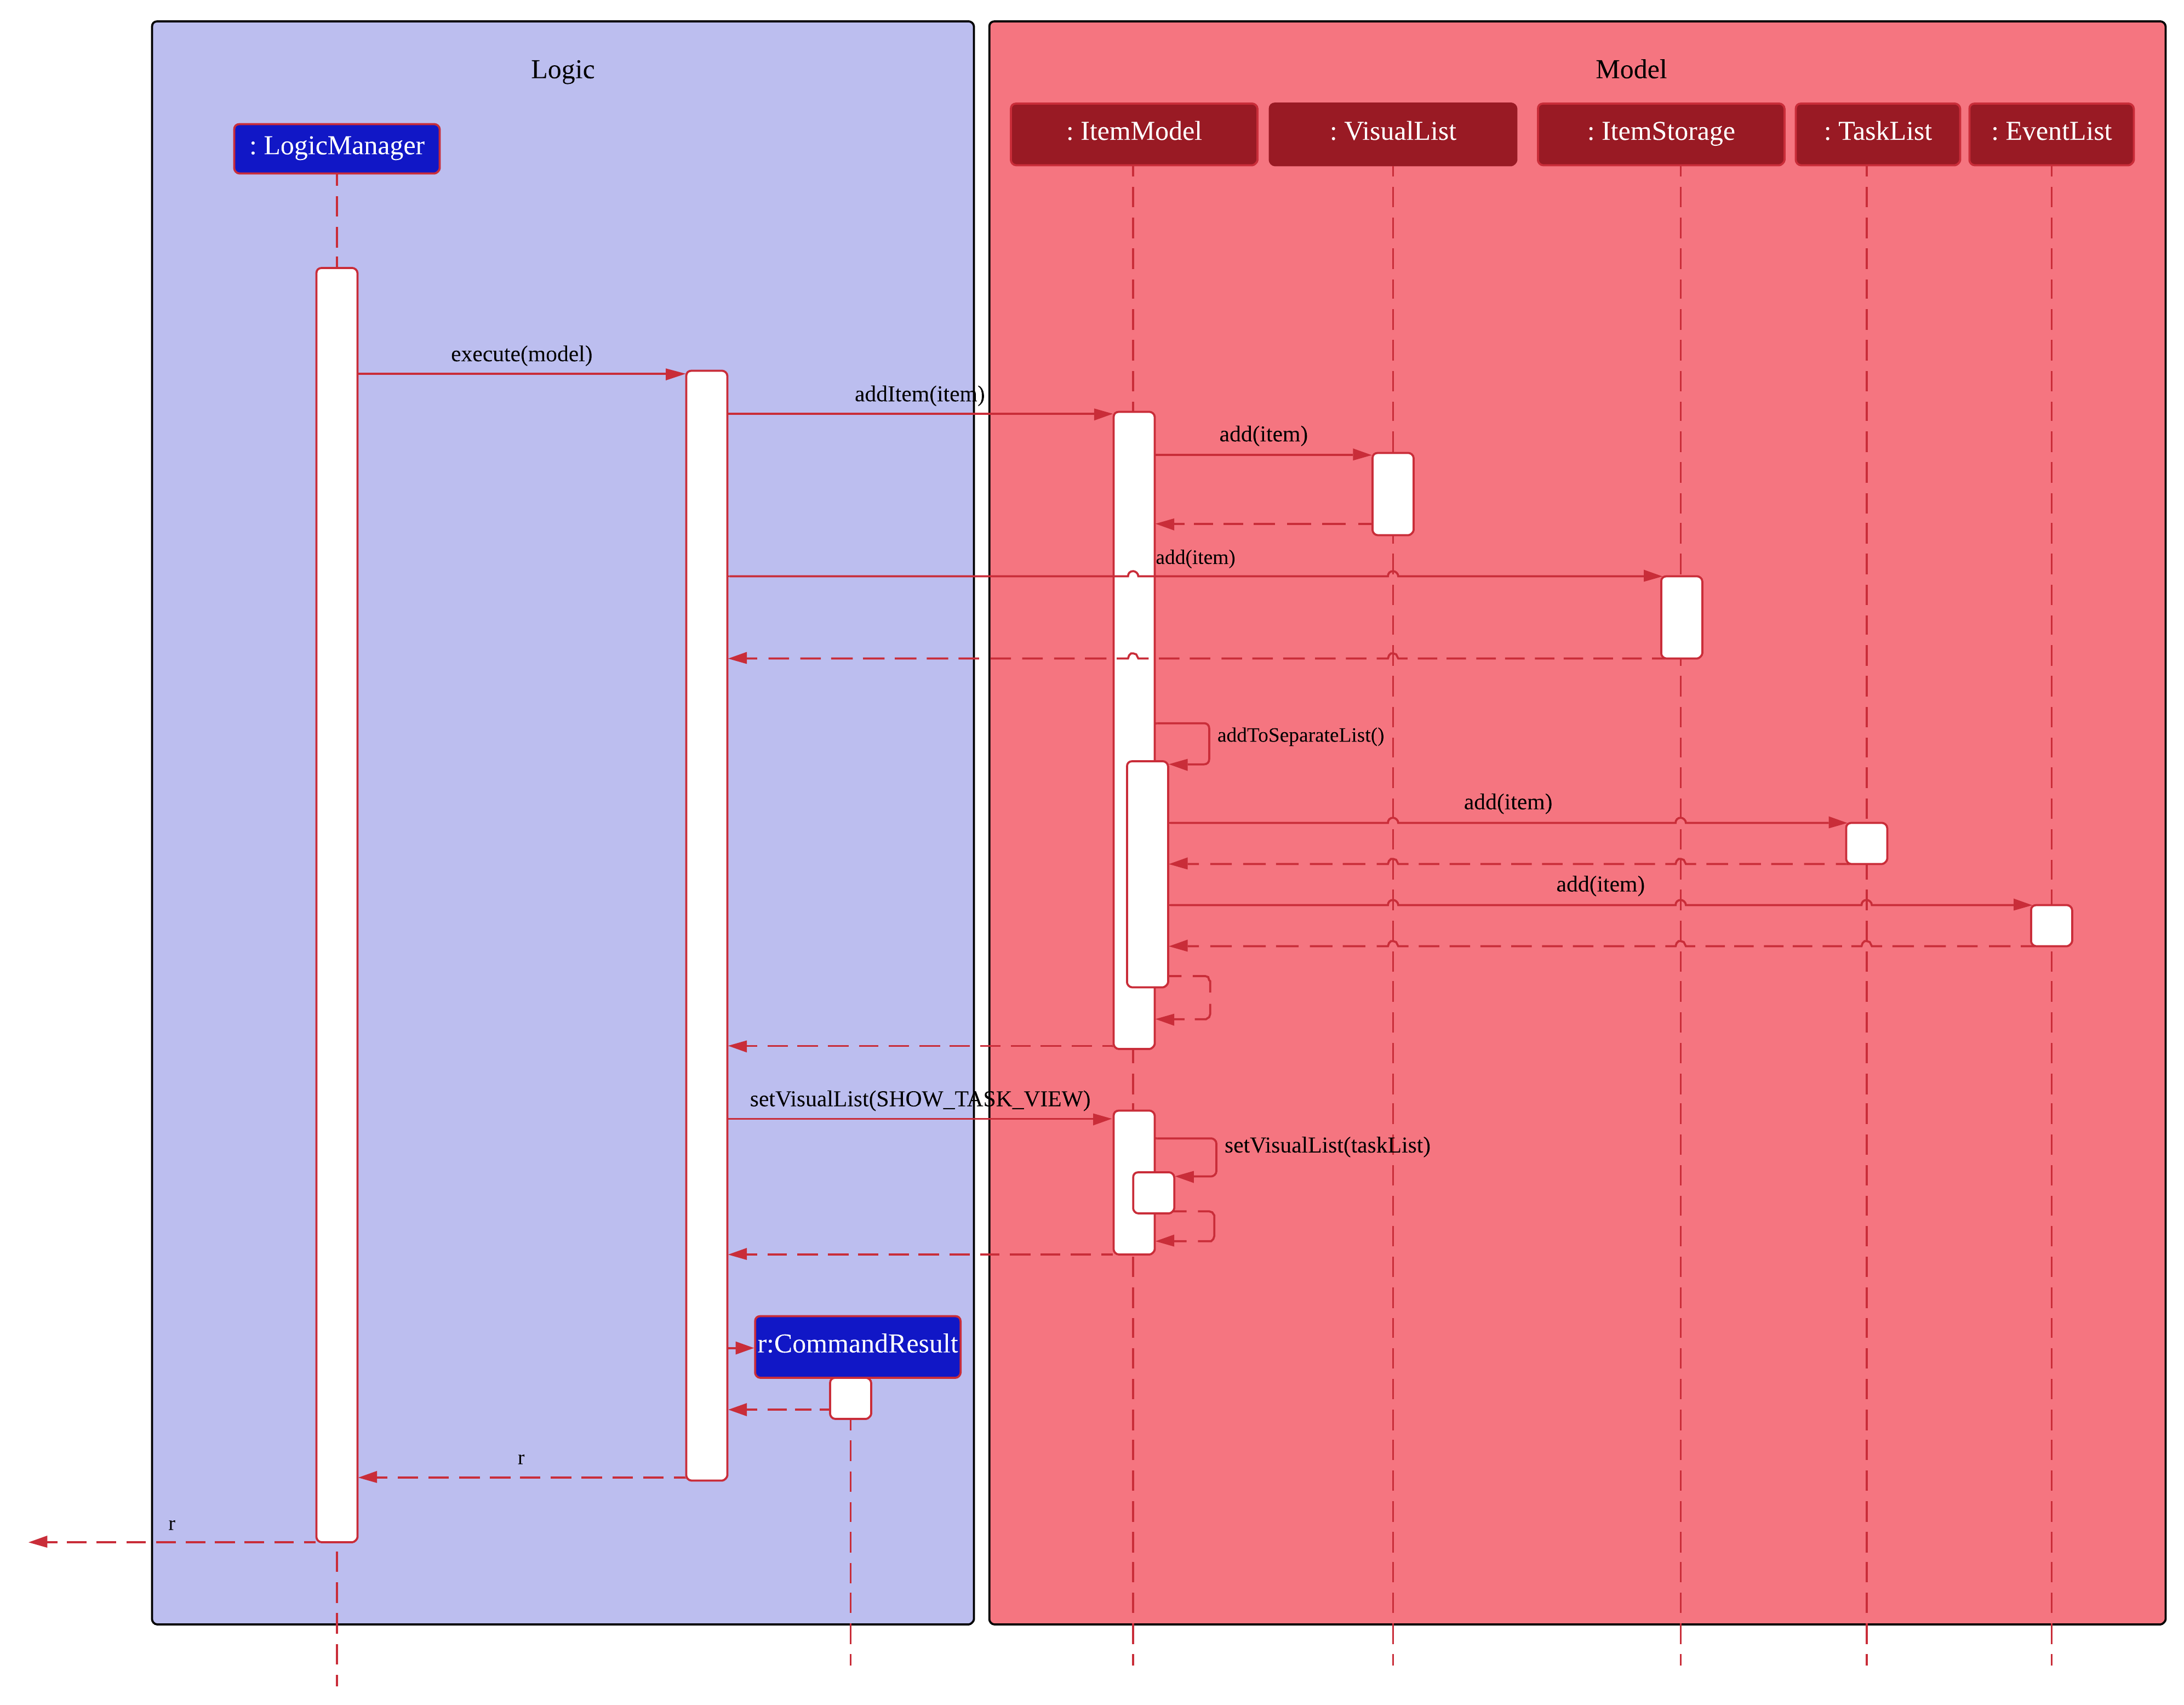 Logic
Model
: LogicManager
: ItemModel
: VisualList
: ItemStorage
: TaskList
: EventList
execute(model)
addItem(item)
add(item)
add(item)
addToSeparateList()
add(item)
add(item)
setVisualList(SHOW_TASK_VIEW)
setVisualList(taskList)
r:CommandResult
r
r